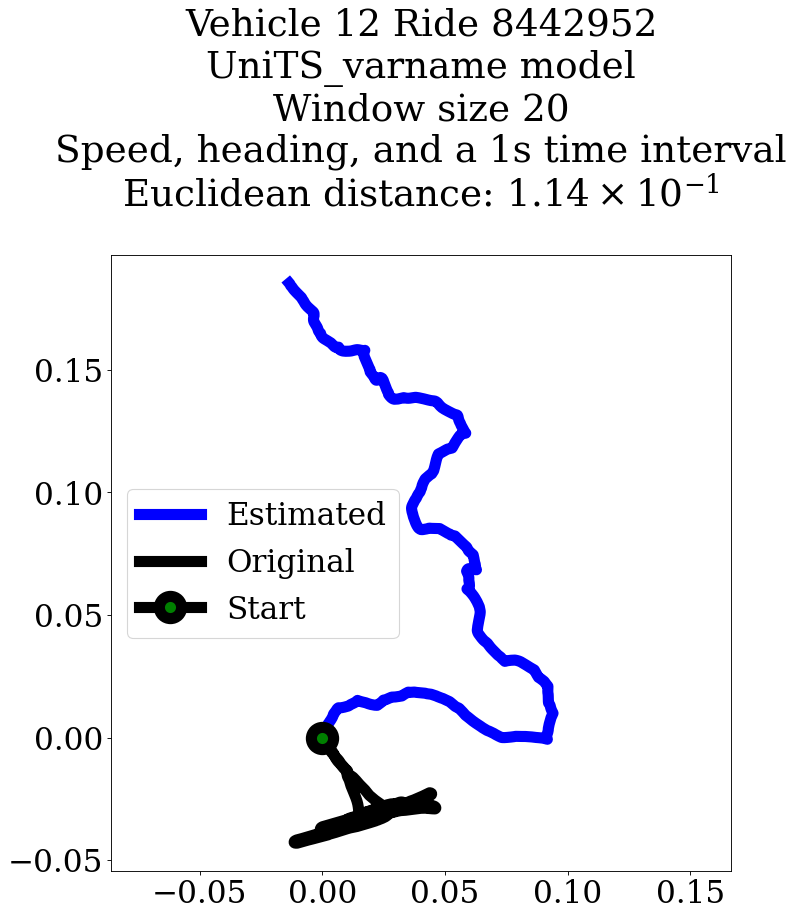 Vehicle 12 Ride 8442952
UniTS_varname model
Window size 20
Speed, heading, and a 1s time interval
Euclidean distance: 1.14 × 10⁻¹
0.15
0.10
0.05
0.00
−0.05
Estimated
Original
Start
−0.05 0.00 0.05 0.10 0.15